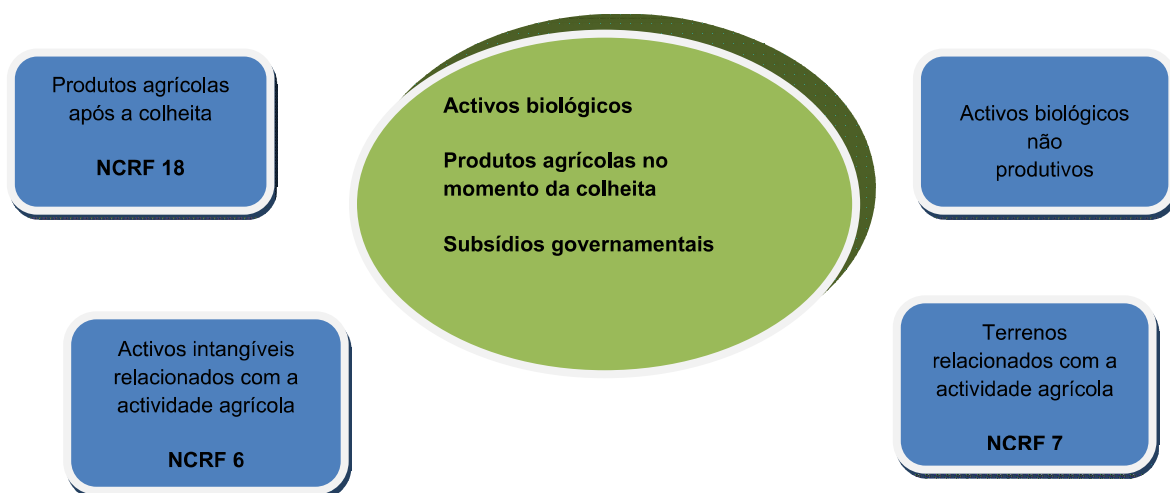 Produtos agrícolas
após a colheita
NCRF 18
Activos biológicos
Produtos agrícolas no
momento da colheita
Subsídios governamentais
Activos biológicos
não
produtivos
Activos intangíveis
relacionados com a
actividade agrícola
NCRF 6
Terrenos
relacionados com a
actividade agrícola
NCRF 7